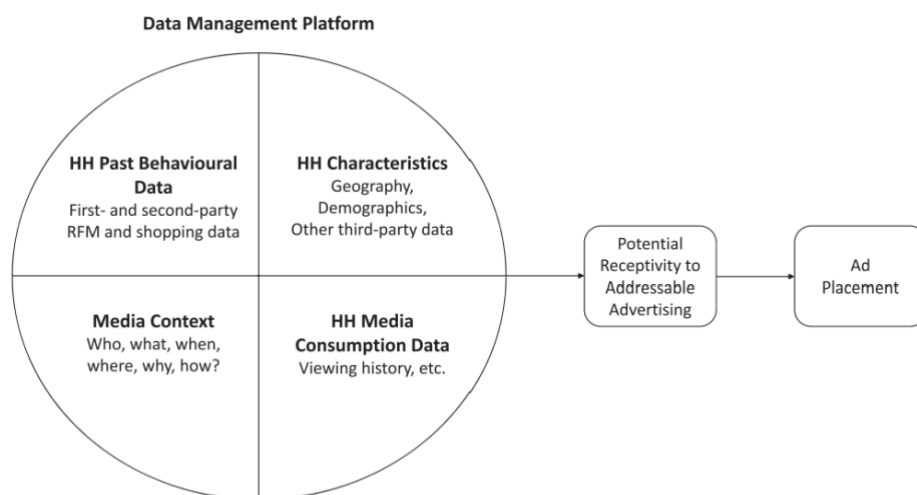 Data Management Platform
HH Past Behavioural
Data
First- and second-party
RFM and shopping data
HH Characteristics
Geography,
Demographics,
Other third-party data
Media Context
Who, what, when,
where, why, how?
HH Media
Consumption Data
Viewing history, etc.
Potential
Receptivity to
Addressable
Advertising
Ad
Placement